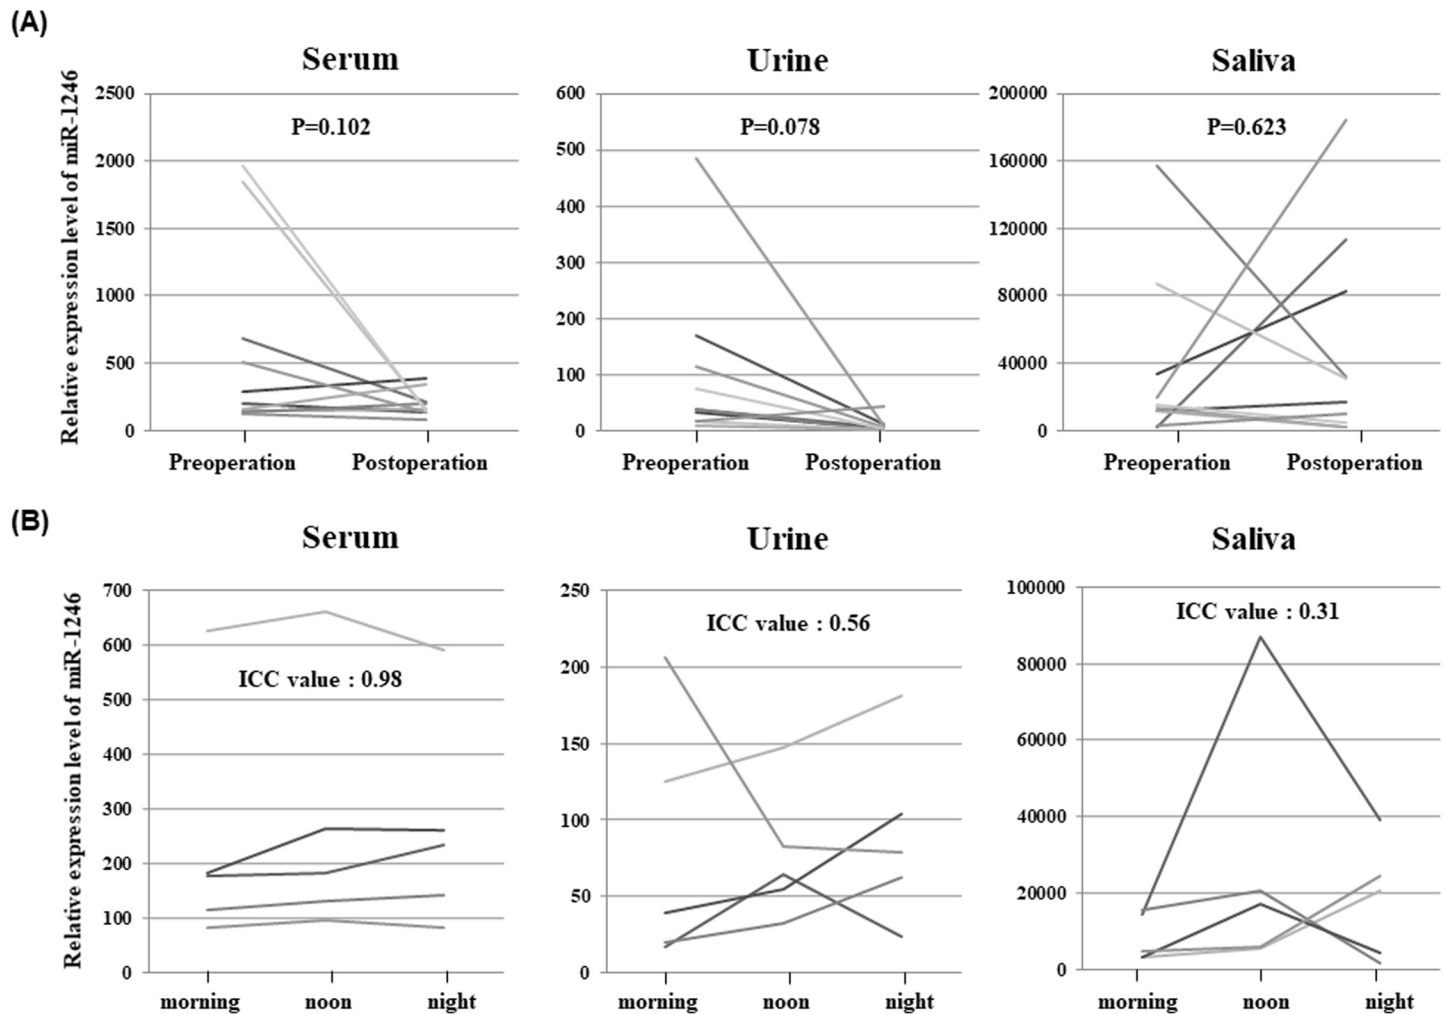 (A)
Serum
Urine
Saliva
Relative expression level of miR-1246
2500
2000
1500
1000
500
0
P=0.102
Preoperation
Postoperation
600
500
400
300
200
100
0
P=0.078
Preoperation
Postoperation
200000
160000
120000
80000
40000
0
P=0.623
Preoperation
Postoperation
(B)
Serum
Urine
Saliva
Relative expression level of miR-1246
700
600
500
400
300
200
100
0
ICC value : 0.98
morning
noon
night
250
200
150
100
50
0
ICC value : 0.56
morning
noon
night
100000
80000
60000
40000
20000
0
ICC value : 0.31
morning
noon
night